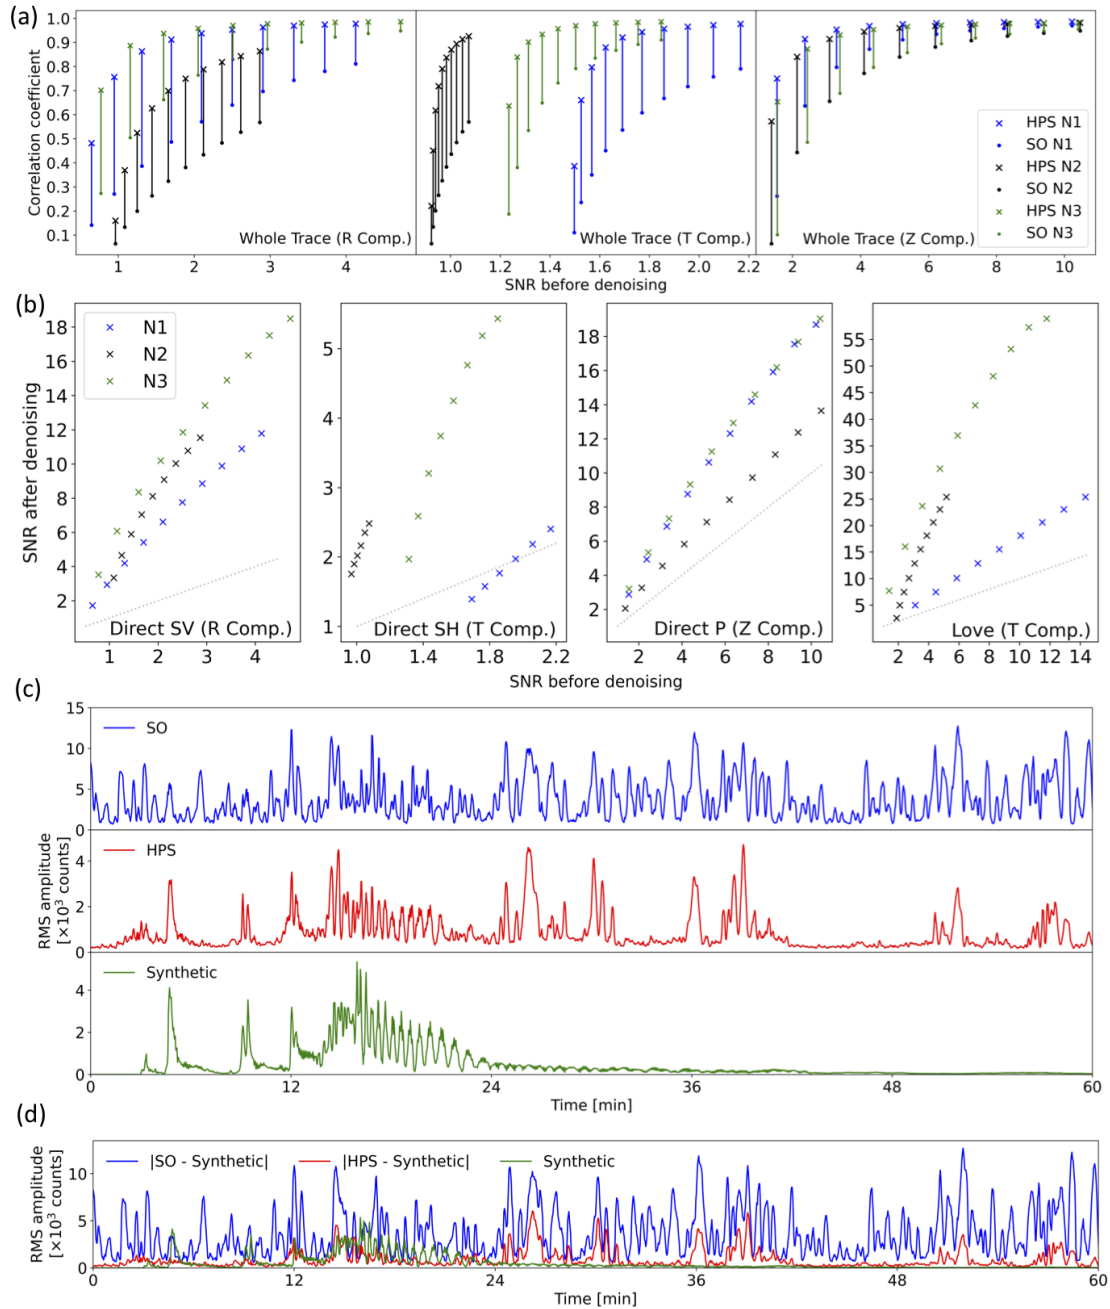 (a)
Correlation coefficient
1.0
0.9
0.8
0.7
0.6
0.5
0.4
0.3
0.2
0.1
Whole Trace (R Comp.)
Whole Trace (T Comp.)
Whole Trace (Z Comp.)
HPS N1
SO N1
HPS N2
SO N2
HPS N3
SO N3
1 2 3 4
1.0 1.2 1.4 1.6 1.8 2.0 2.2
2 4 6 8 10
SNR before denoising
(b)
SNR after denoising
18
16
14
12
10
8
6
4
2
N1
N2
N3
Direct SV (R Comp.)
1 2 3 4
5
4
3
2
1
Direct SH (T Comp.)
1.0 1.4 1.8 2.2
18
16
14
12
10
8
6
4
2
Direct P (Z Comp.)
2 4 6 8 10
55
50
45
40
35
30
25
20
15
10
5
Love (T Comp.)
2 4 6 8 10 12 14
SNR before denoising
(c)
RMS amplitude
[×10³ counts]
15
10
5
0
SO
4
2
0
HPS
4
2
0
Synthetic
0 12 24 36 48 60
Time [min]
(d)
RMS amplitude
[×10³ counts]
10
5
0
|SO - Synthetic|
|HPS - Synthetic|
Synthetic
0 12 24 36 48 60
Time [min]